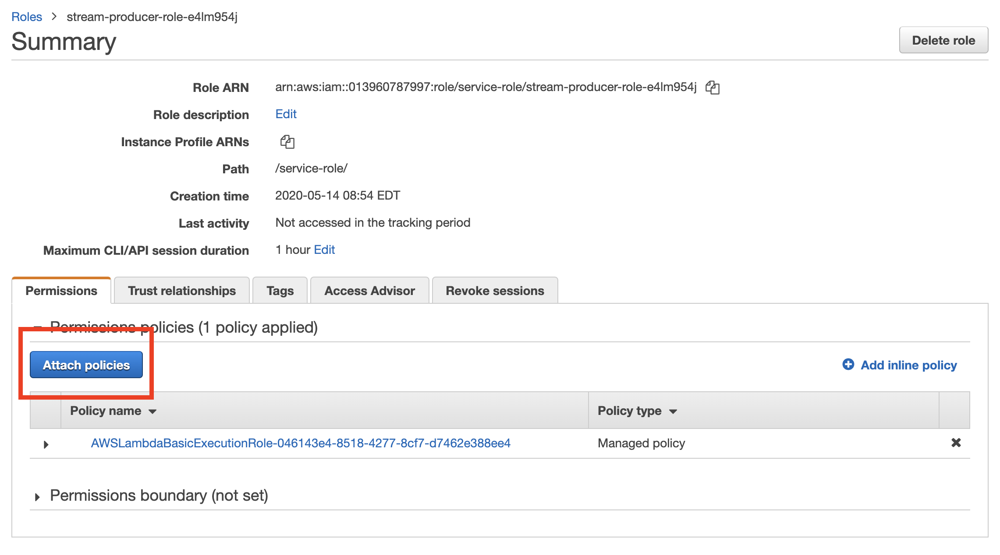 Roles > stream-producer-role-e4lm954j
Summary
Delete role
Role ARN arn:aws:iam::013960787997:role/service-role/stream-producer-role-e4lm954j
Role description Edit
Instance Profile ARNs
Path /service-role/
Creation time 2020-05-14 08:54 EDT
Last activity Not accessed in the tracking period
Maximum CLI/API session duration 1 hour Edit
Permissions Trust relationships Tags Access Advisor Revoke sessions
Permissions policies (1 policy applied)
Attach policies Add inline policy
Policy name Policy type
AWSLambdaBasicExecutionRole-046143e4-8518-4277-8cf7-d7462e388ee4 Managed policy
Permissions boundary (not set)